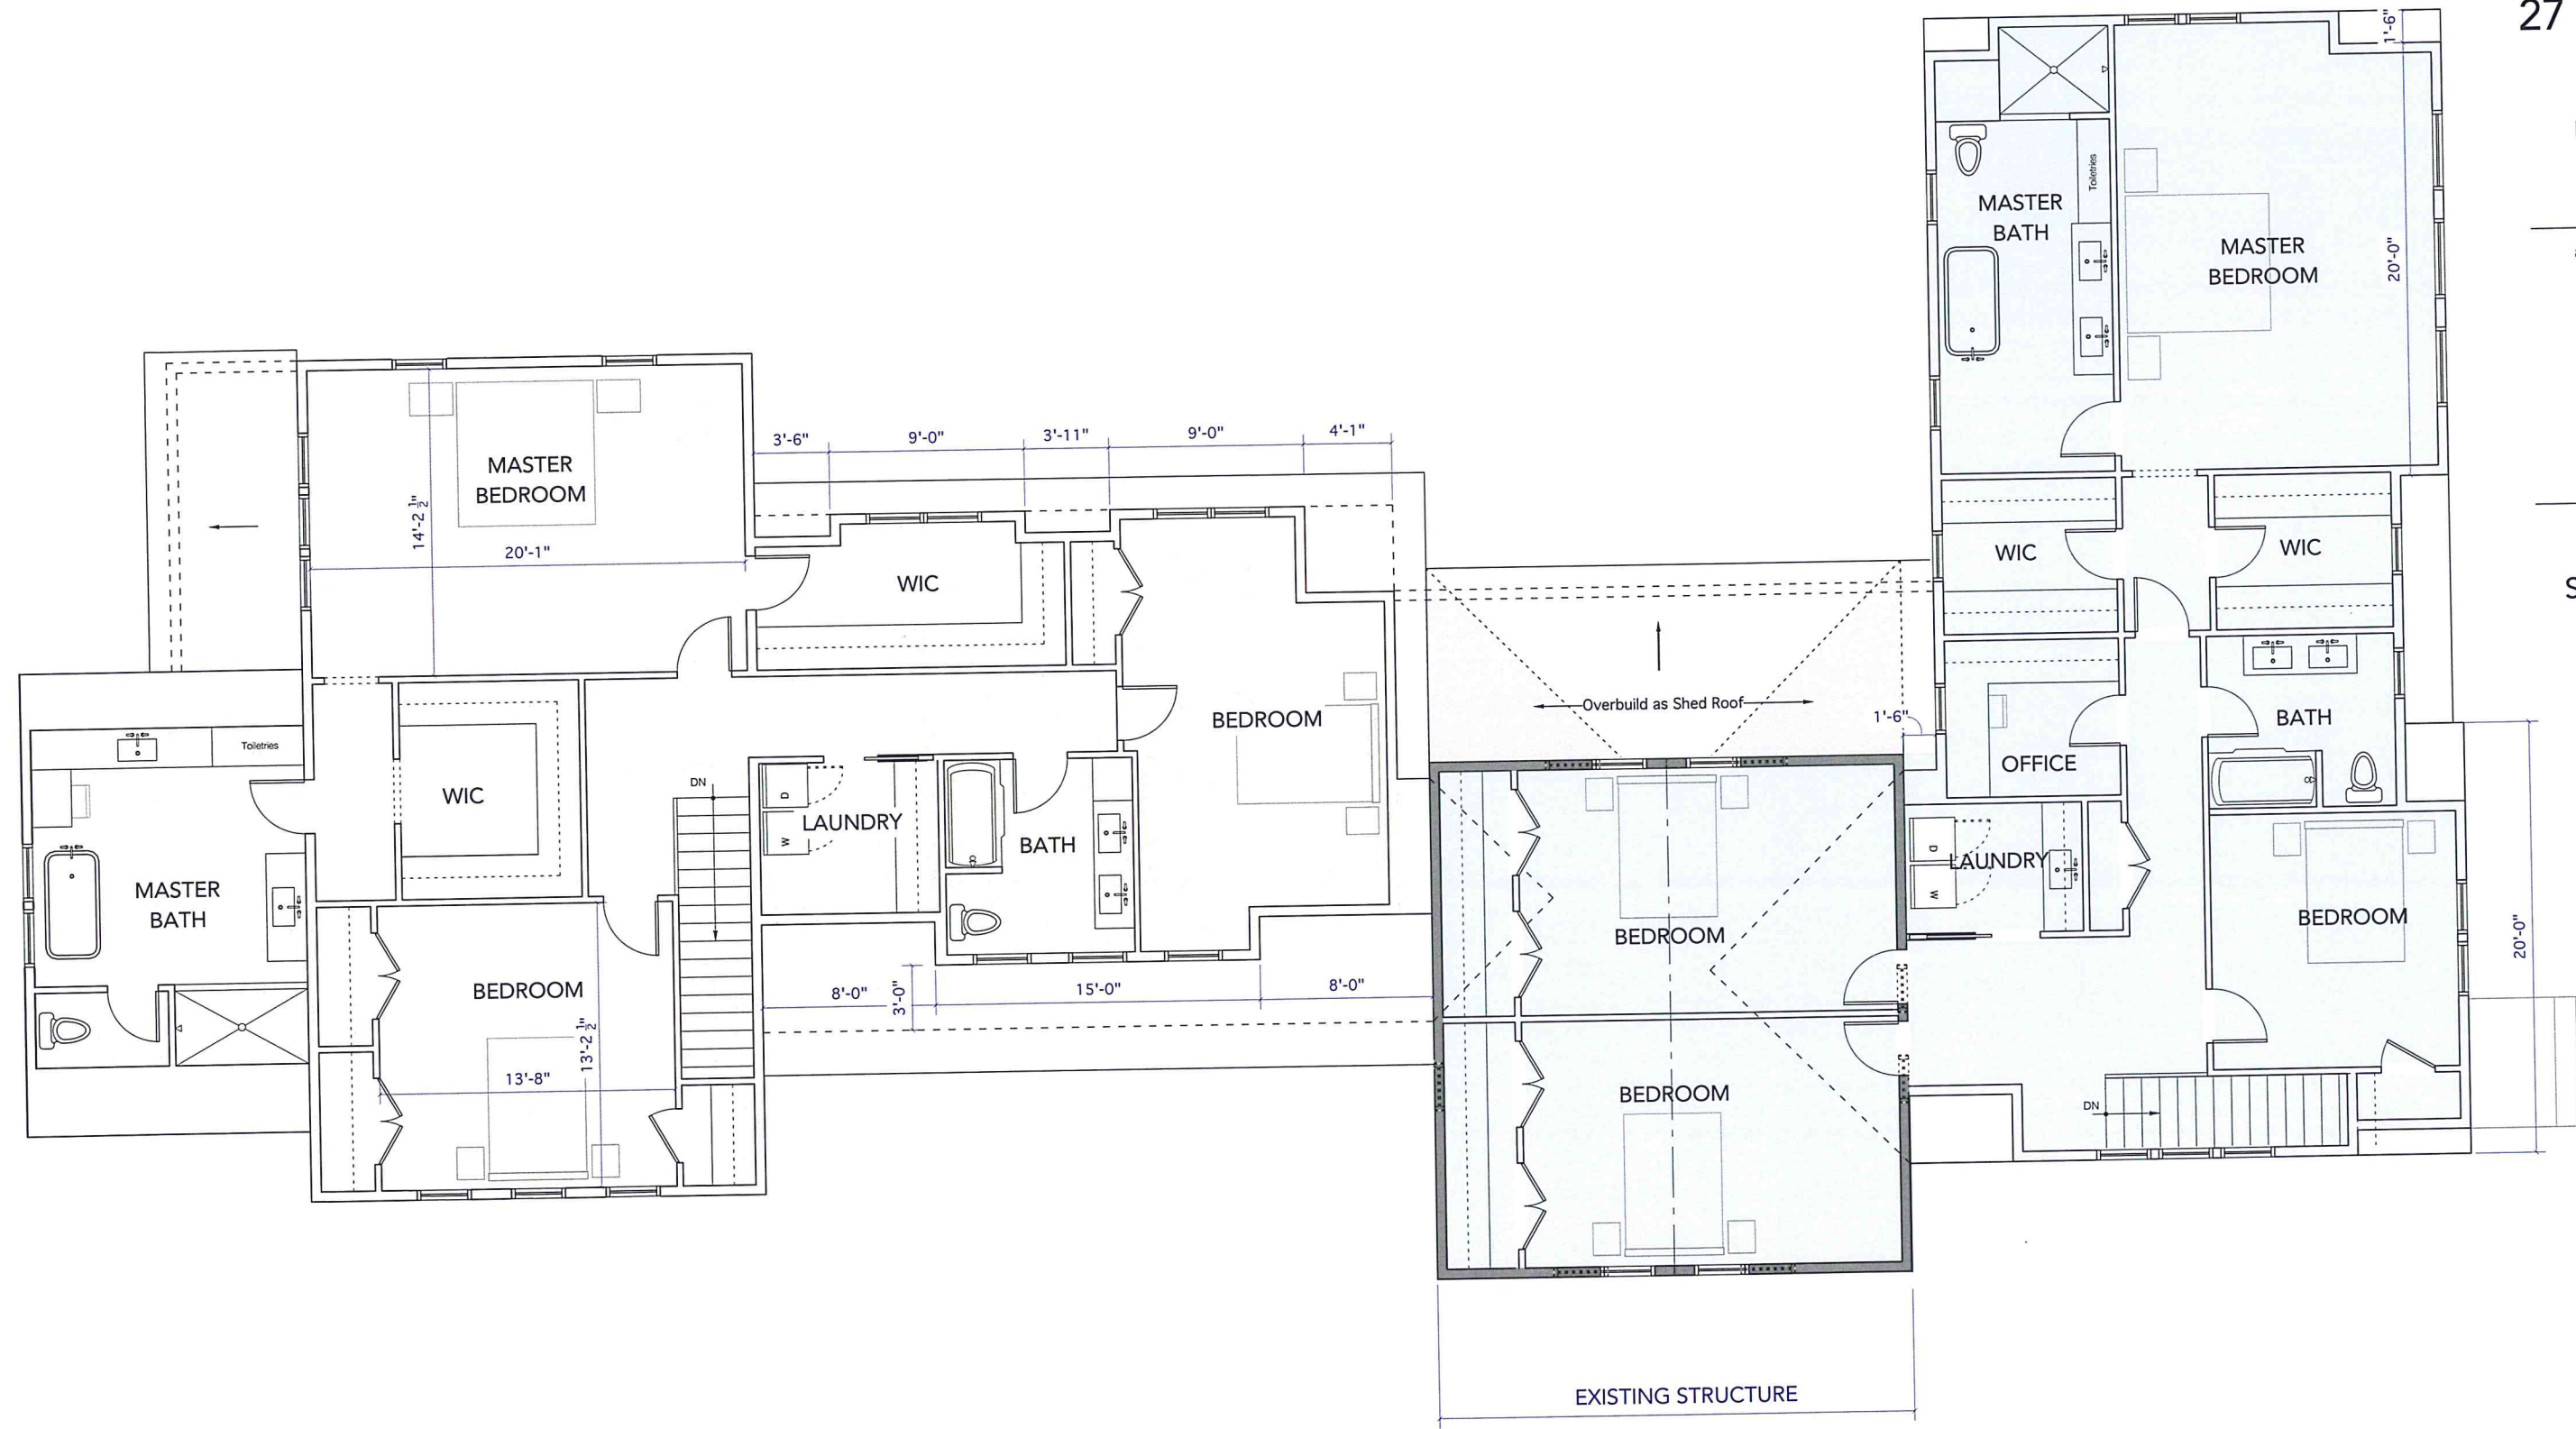 27
1'-6"
Toiletries
MASTER
BATH
MASTER
BEDROOM
20'-0"
3'-6"
9'-0"
3'-11"
9'-0"
4'-1"
MASTER
BEDROOM
14'-2 1/2"
20'-1"
WIC
WIC
WIC
S
Overbuild as Shed Roof
1'-6"
BEDROOM
BATH
OFFICE
Toiletries
DN
WIC
D
W
LAUNDRY
BATH
D
W
LAUNDRY
MASTER
BATH
BEDROOM
BEDROOM
20'-0"
BEDROOM
13'-2 1/2"
13'-8"
8'-0"
3'-0"
15'-0"
8'-0"
BEDROOM
DN
EXISTING STRUCTURE